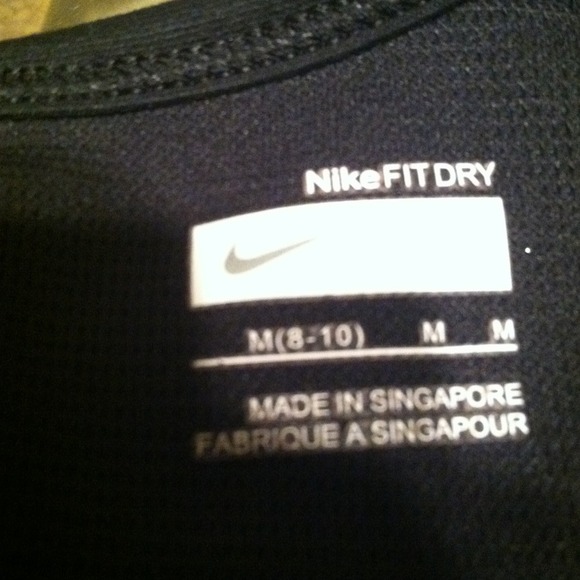 NikeFIT DRY
M(8-10) M M
MADE IN SINGAPORE
FABRIQUE A SINGAPOUR